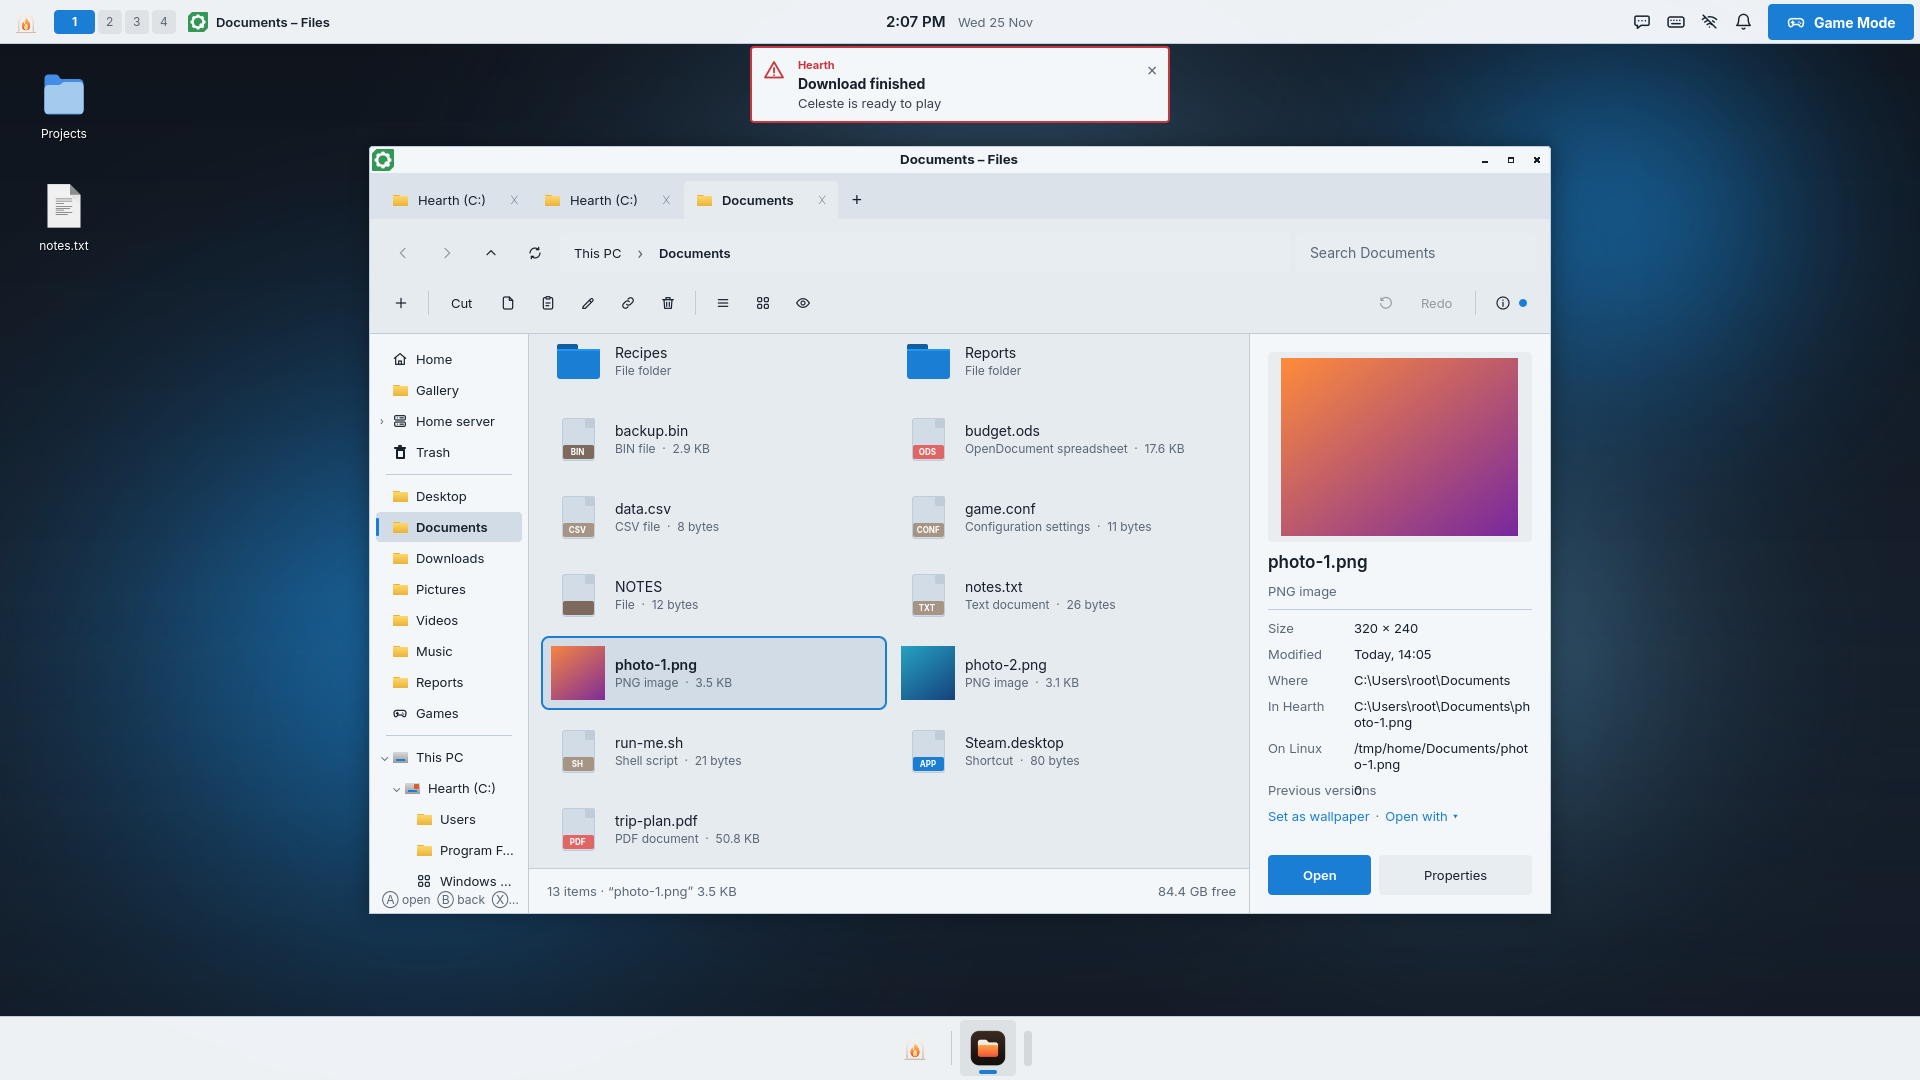 1 2 3 4 Documents – Files 2:07 PM Wed 25 Nov Game Mode
Projects
notes.txt
Hearth
Download finished
Celeste is ready to play
Documents – Files
Hearth (C:) Hearth (C:) Documents
This PC Documents Search Documents
Cut Redo
Home
Gallery
Home server
Trash
Desktop
Documents
Downloads
Pictures
Videos
Music
Reports
Games
This PC
Hearth (C:)
Users
Program F...
Windows ...
A open B back X...
Recipes
File folder
Reports
File folder
BIN
backup.bin
BIN file · 2.9 KB
ODS
budget.ods
OpenDocument spreadsheet · 17.6 KB
CSV
data.csv
CSV file · 8 bytes
CONF
game.conf
Configuration settings · 11 bytes
NOTES
File · 12 bytes
TXT
notes.txt
Text document · 26 bytes
photo-1.png
PNG image · 3.5 KB
photo-2.png
PNG image · 3.1 KB
SH
run-me.sh
Shell script · 21 bytes
APP
Steam.desktop
Shortcut · 80 bytes
PDF
trip-plan.pdf
PDF document · 50.8 KB
13 items · “photo-1.png” 3.5 KB 84.4 GB free
photo-1.png
PNG image
Size 320 × 240
Modified Today, 14:05
Where C:\Users\root\Documents
In Hearth C:\Users\root\Documents\ph
oto-1.png
On Linux /tmp/home/Documents/phot
o-1.png
Previous versions 0
Set as wallpaper · Open with
Open Properties